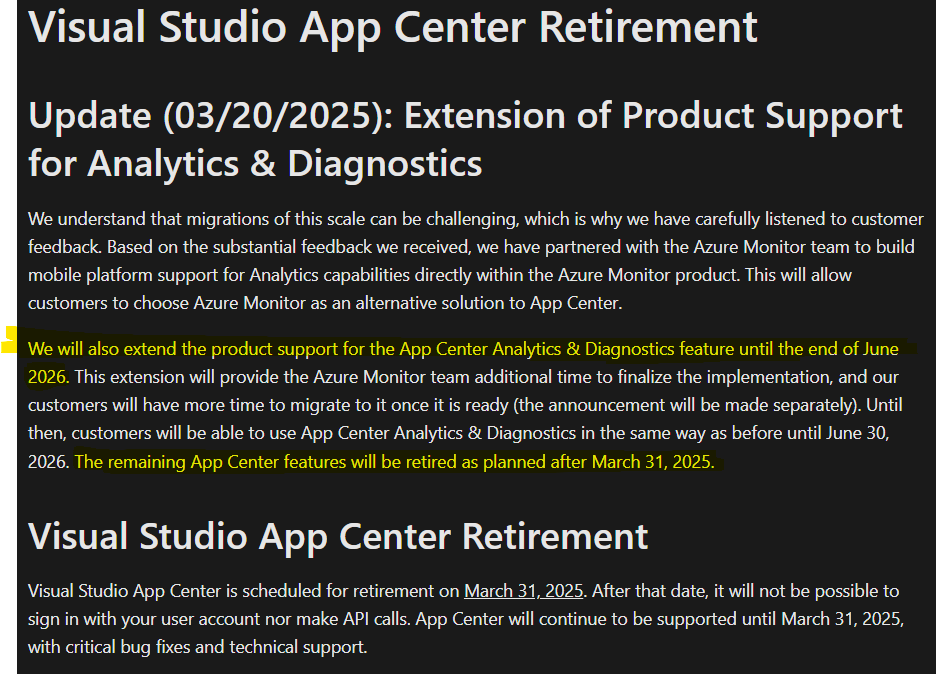 Visual Studio App Center Retirement
Update (03/20/2025): Extension of Product Support
for Analytics & Diagnostics
We understand that migrations of this scale can be challenging, which is why we have carefully listened to customer
feedback. Based on the substantial feedback we received, we have partnered with the Azure Monitor team to build
mobile platform support for Analytics capabilities directly within the Azure Monitor product. This will allow
customers to choose Azure Monitor as an alternative solution to App Center.
We will also extend the product support for the App Center Analytics & Diagnostics feature until the end of June
2026. This extension will provide the Azure Monitor team additional time to finalize the implementation, and our
customers will have more time to migrate to it once it is ready (the announcement will be made separately). Until
then, customers will be able to use App Center Analytics & Diagnostics in the same way as before until June 30,
2026. The remaining App Center features will be retired as planned after March 31, 2025.
Visual Studio App Center Retirement
Visual Studio App Center is scheduled for retirement on March 31, 2025. After that date, it will not be possible to
sign in with your user account nor make API calls. App Center will continue to be supported until March 31, 2025,
with critical bug fixes and technical support.